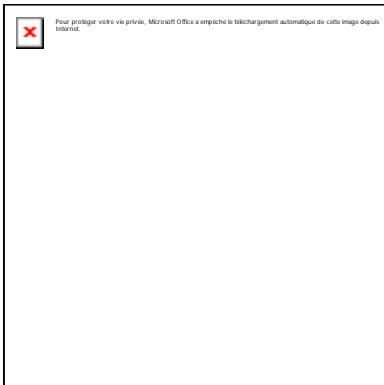 Pour protéger votre vie privée, Microsoft Office a empêché le téléchargement automatique de cette image depuis
Internet.